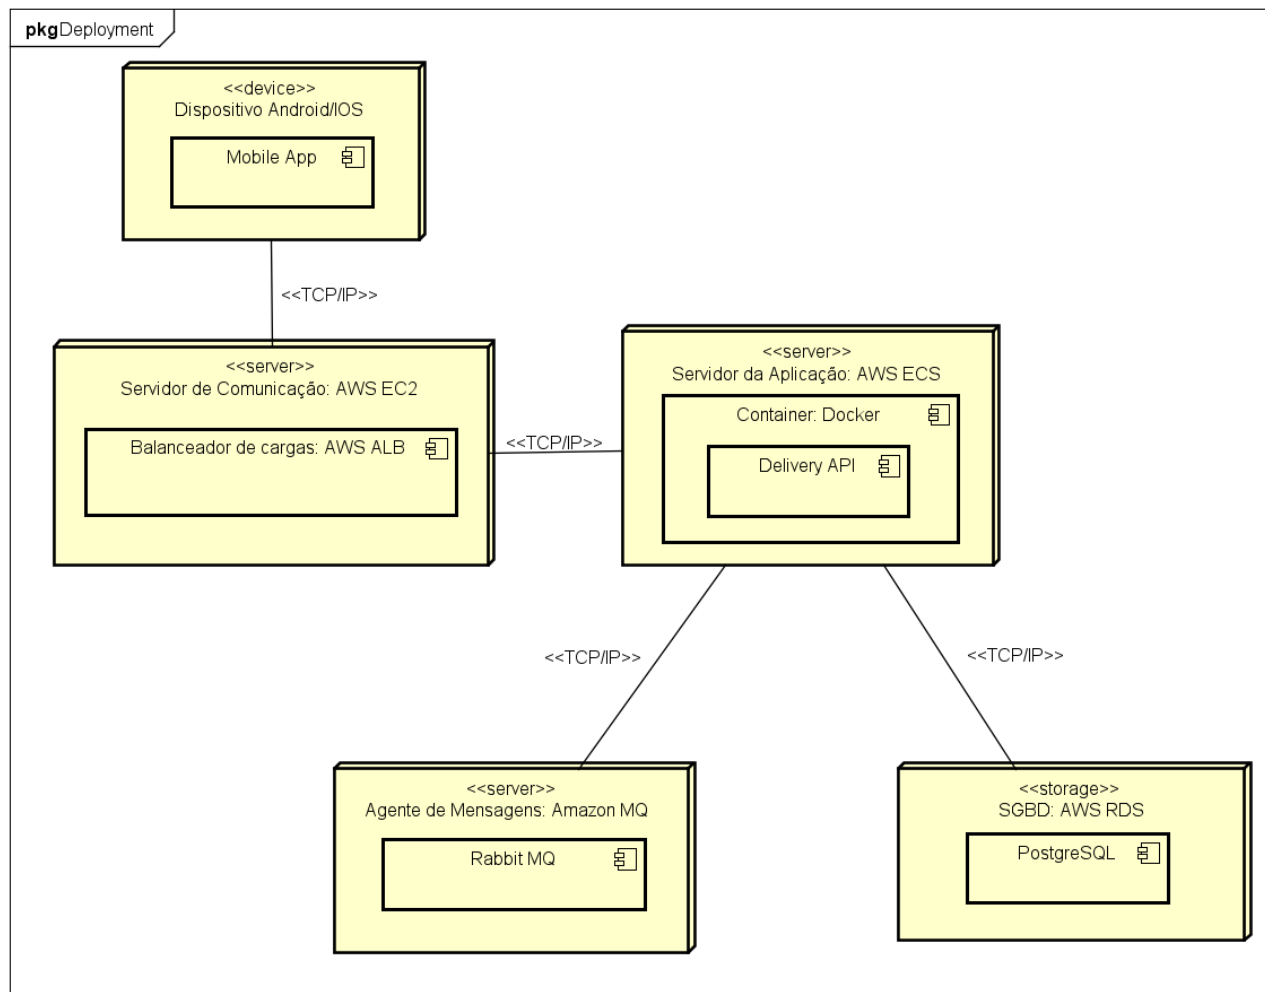 pkgDeployment
<<device>>
Dispositivo Android/IOS
Mobile App
<<TCP/IP>>
<<server>>
Servidor de Comunicação: AWS EC2
Balanceador de cargas: AWS ALB
<<TCP/IP>>
<<server>>
Servidor da Aplicação: AWS ECS
Container: Docker
Delivery API
<<TCP/IP>>
<<TCP/IP>>
<<server>>
Agente de Mensagens: Amazon MQ
Rabbit MQ
<<storage>>
SGBD: AWS RDS
PostgreSQL